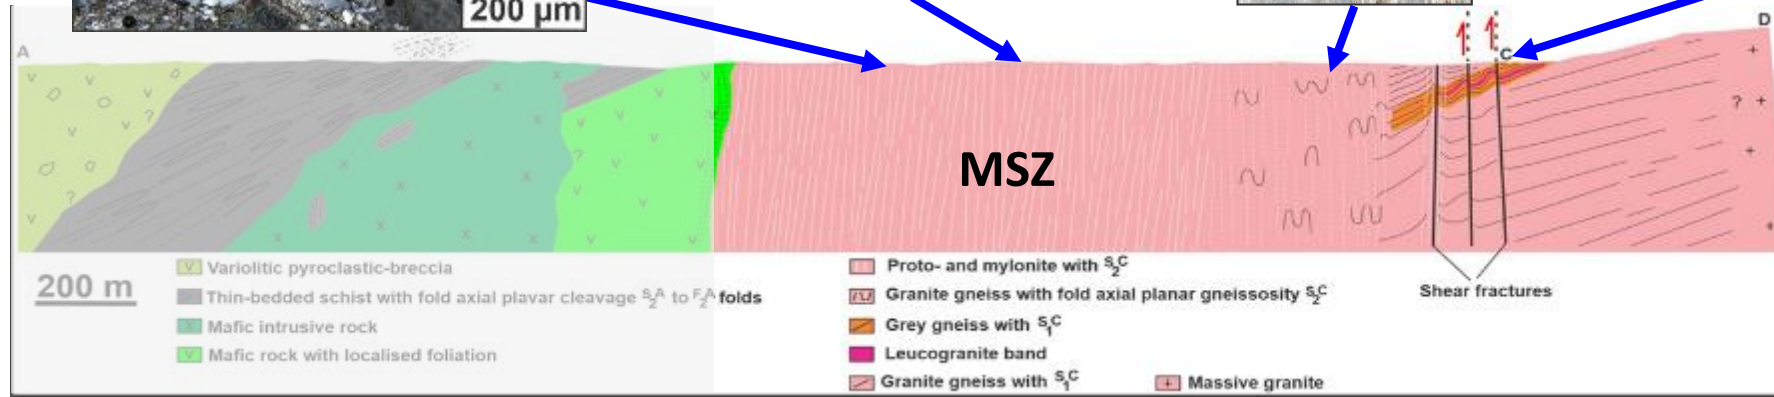 200 µm
A
C
D
MSZ
? +
?
?
?
200 m
Variolitic pyroclastic-breccia
Thin-bedded schist with fold axial plavar cleavage S2A to F2A folds
Mafic intrusive rock
Mafic rock with localised foliation
Proto- and mylonite with S2C
Granite gneiss with fold axial planar gneissosity S2C
Grey gneiss with S1C
Leucogranite band
Granite gneiss with S1C
Massive granite
Shear fractures